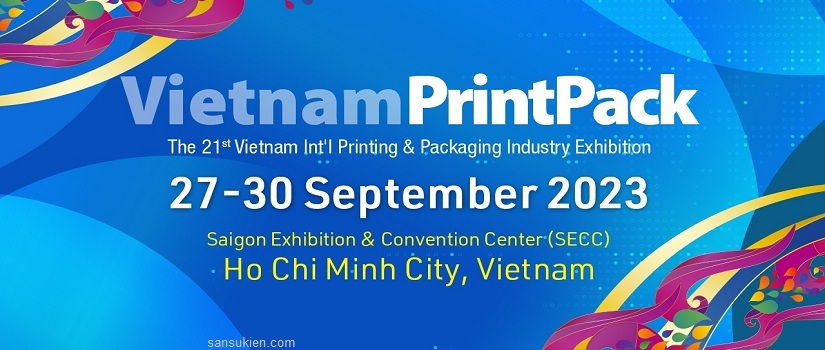 VietnamPrintPack
The 21st Vietnam Int'l Printing & Packaging Industry Exhibition
27-30 September 2023
Saigon Exhibition & Convention Center (SECC)
Ho Chi Minh City, Vietnam
sansukien.com